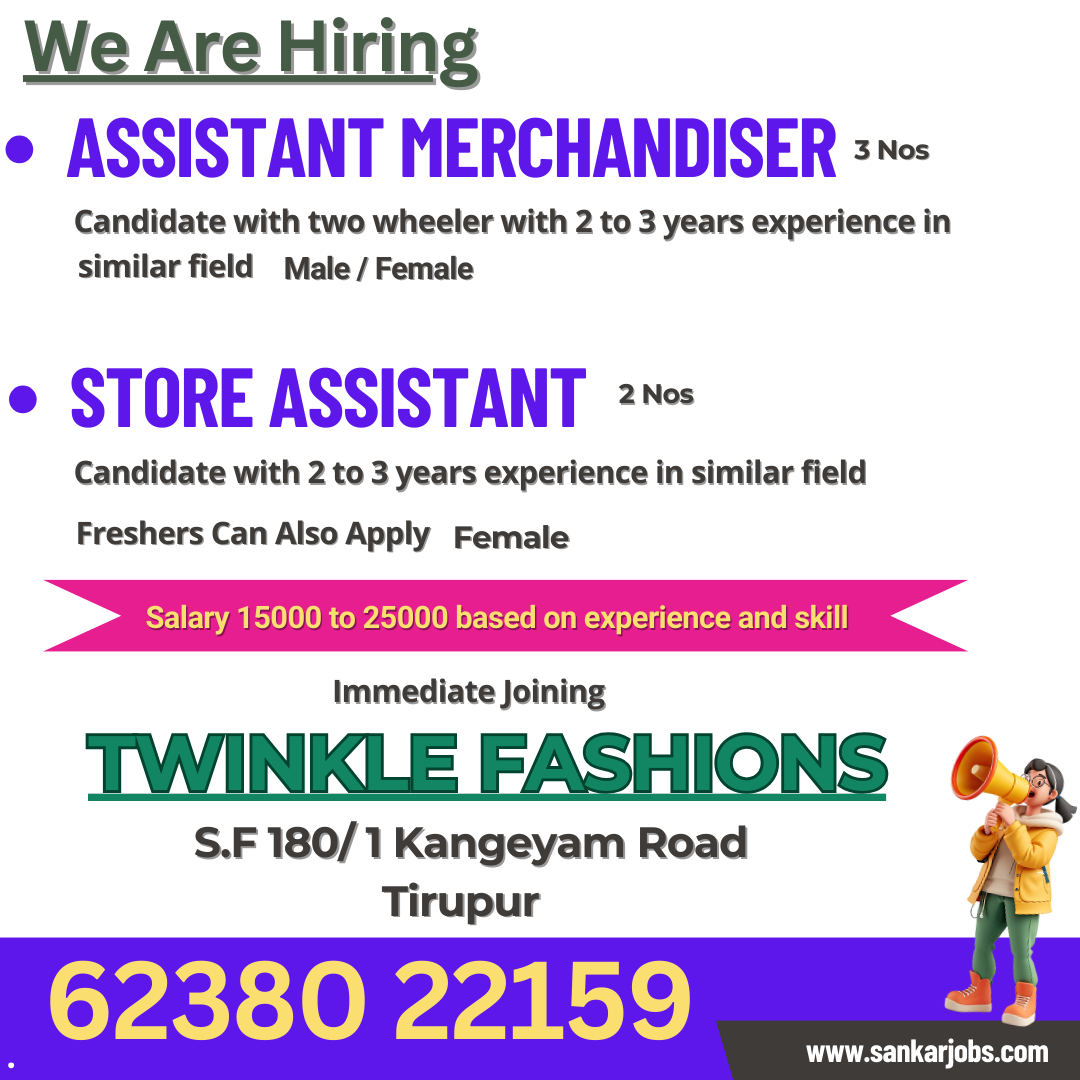 We Are Hiring
• ASSISTANT MERCHANDISER 3 Nos
Candidate with two wheeler with 2 to 3 years experience in
similar field Male / Female
• STORE ASSISTANT 2 Nos
Candidate with 2 to 3 years experience in similar field
Freshers Can Also Apply Female
Salary 15000 to 25000 based on experience and skill
Immediate Joining
TWINKLE FASHIONS
S.F 180/ 1 Kangeyam Road
Tirupur
62380 22159
www.sankarjobs.com
.